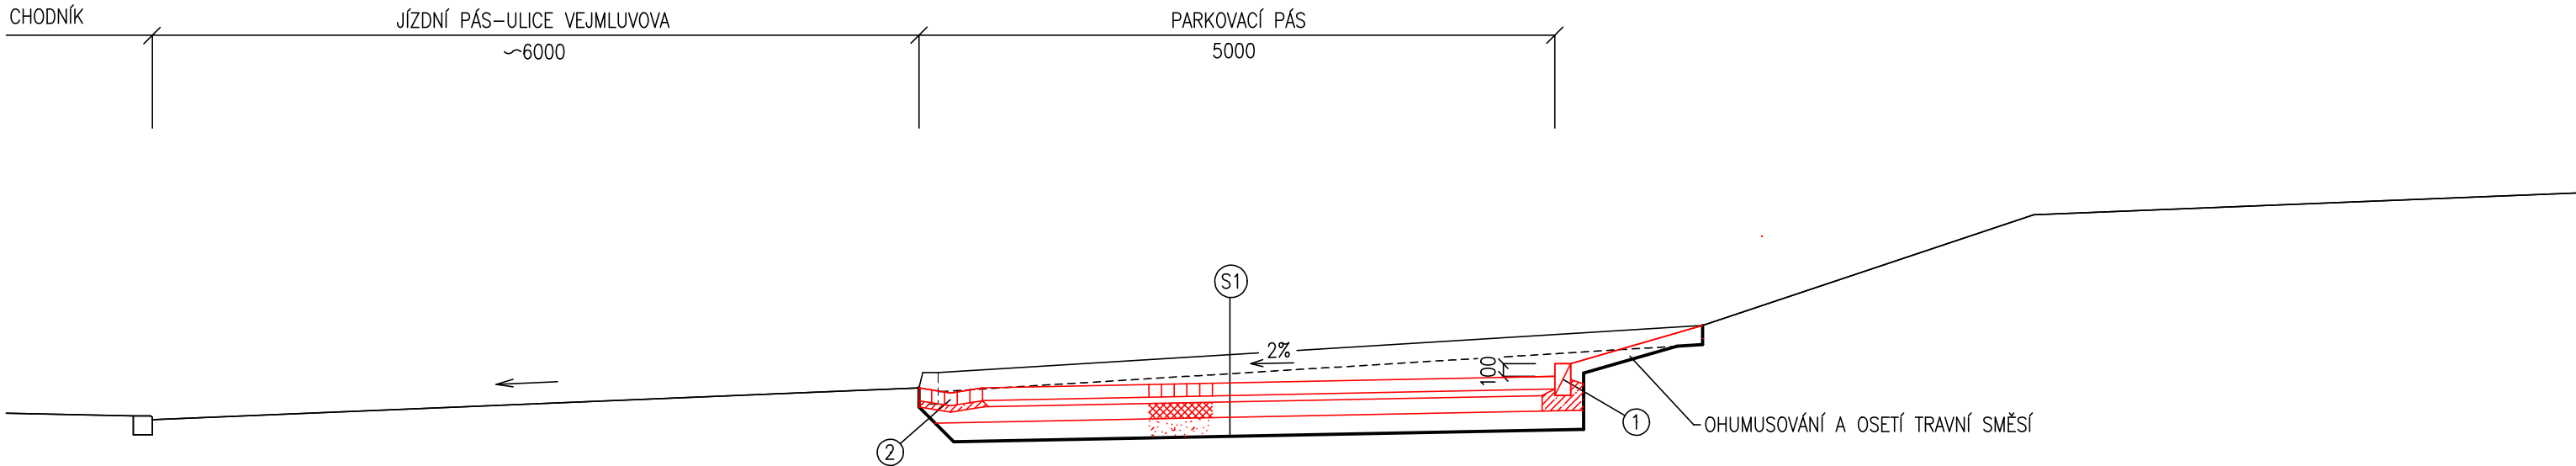 CHODNÍK
JÍZDNÍ PÁS-ULICE VEJMLUVOVA
PARKOVACÍ PÁS
~6000
5000
S1
2%
100
1
OHUMUSOVÁNÍ A OSETÍ TRAVNÍ SMĚSÍ
2